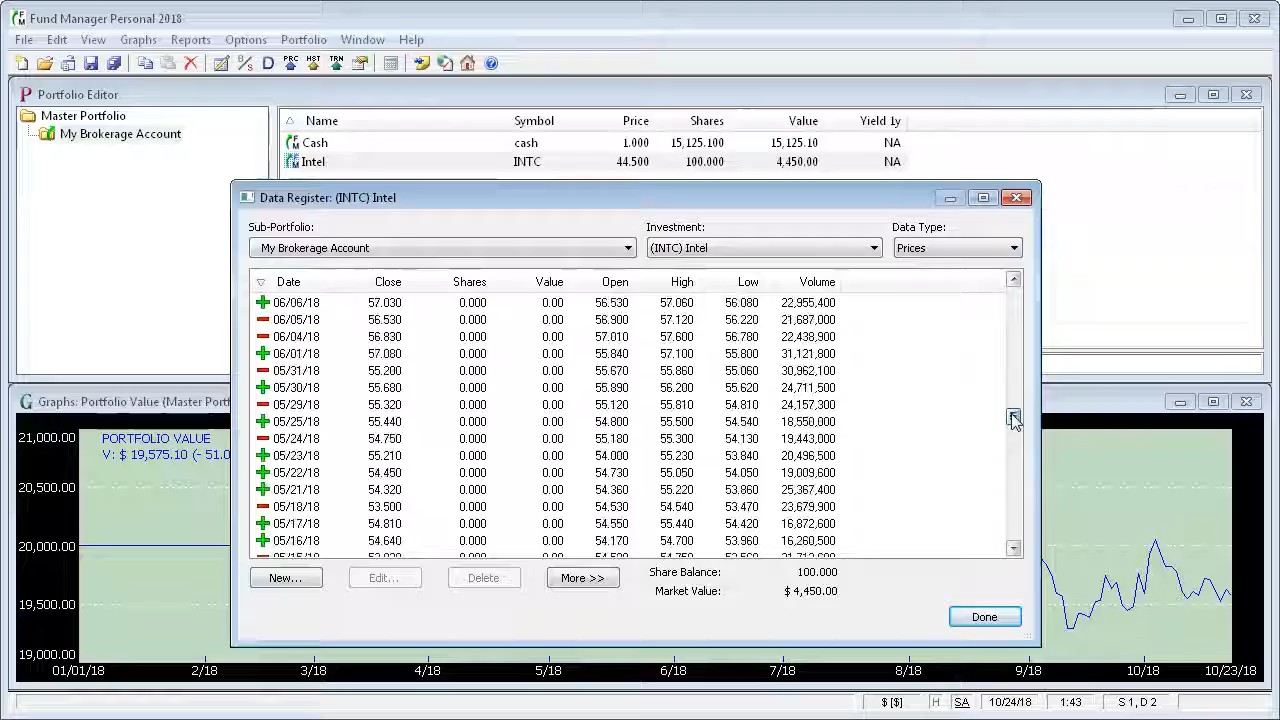 Fund Manager Personal 2018
File Edit View Graphs Reports Options Portfolio Window Help
B/S D PRC HST TRN
P Portfolio Editor
Master Portfolio
My Brokerage Account
Name Symbol Price Shares Value Yield 1y
Cash cash 1.000 15,125.100 15,125.10 NA
Intel INTC 44.500 100.000 4,450.00 NA
Data Register: (INTC) Intel
Sub-Portfolio: Investment: Data Type:
My Brokerage Account (INTC) Intel Prices
Date Close Shares Value Open High Low Volume
06/06/18 57.030 0.000 0.00 56.530 57.060 56.080 22,955,400
06/05/18 56.530 0.000 0.00 56.900 57.120 56.220 21,687,000
06/04/18 56.830 0.000 0.00 57.010 57.600 56.780 22,438,900
06/01/18 57.080 0.000 0.00 55.840 57.100 55.800 31,121,800
05/31/18 55.200 0.000 0.00 55.670 55.860 55.060 30,962,100
05/30/18 55.680 0.000 0.00 55.890 56.200 55.620 24,711,500
05/29/18 55.320 0.000 0.00 55.120 55.810 54.810 24,157,300
05/25/18 55.440 0.000 0.00 54.800 55.500 54.540 18,550,000
05/24/18 54.750 0.000 0.00 55.180 55.300 54.130 19,443,000
05/23/18 55.210 0.000 0.00 54.000 55.230 53.840 20,496,500
05/22/18 54.450 0.000 0.00 54.730 55.050 54.050 19,009,600
05/21/18 54.320 0.000 0.00 54.360 55.220 53.860 25,367,400
05/18/18 53.500 0.000 0.00 54.530 54.540 53.470 23,679,900
05/17/18 54.810 0.000 0.00 54.550 55.440 54.420 16,872,600
05/16/18 54.640 0.000 0.00 54.170 54.700 53.960 16,260,500
New... Edit... Delete More >> Share Balance: 100.000
Market Value: $ 4,450.00
Done
G Graphs: Portfolio Value (Master Portf
21,000.00
PORTFOLIO VALUE
V: $ 19,575.10 (- 51.0
20,500.00
20,000.00
19,500.00
19,000.00
01/01/18 2/18 3/18 4/18 5/18 6/18 7/18 8/18 9/18 10/18 10/23/18
$ [$] H SA 10/24/18 1:43 S 1, D 2